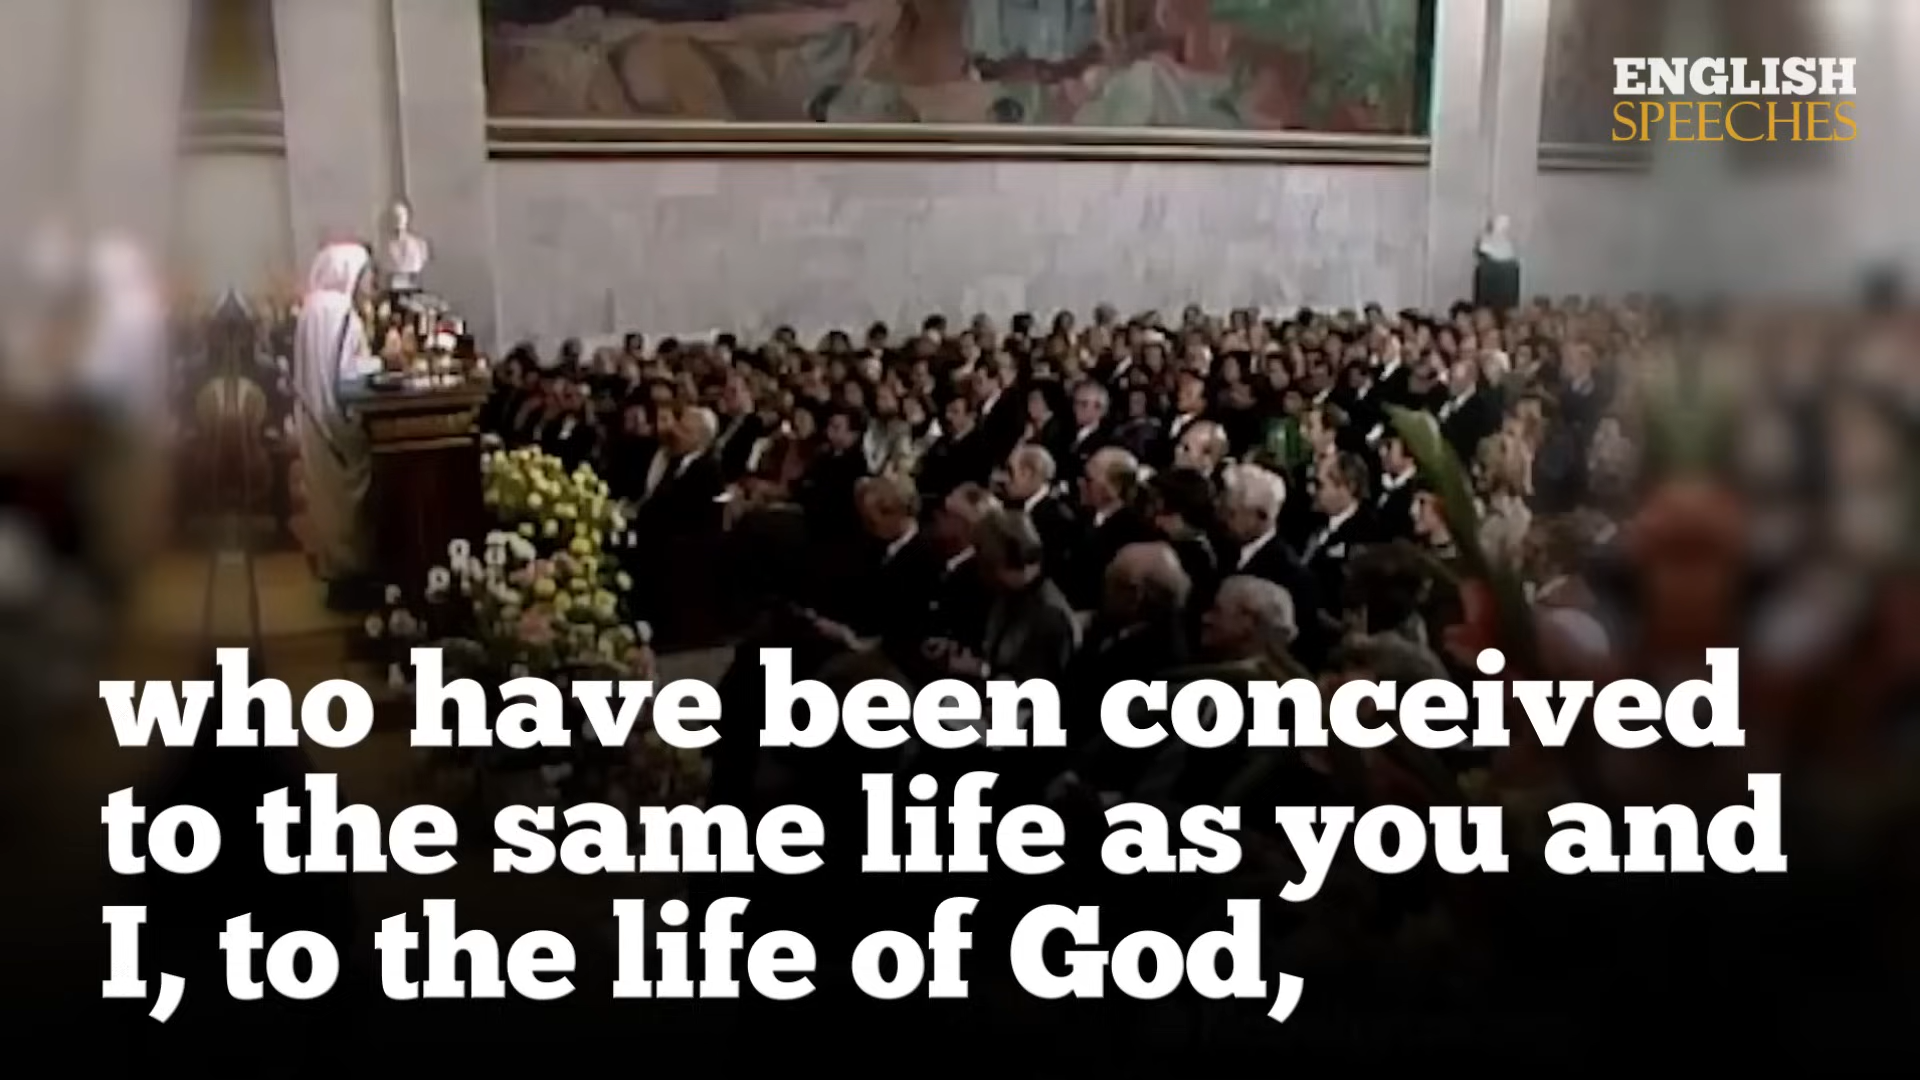 ENGLISH
SPEECHES
who have been conceived
to the same life as you and
I, to the life of God,